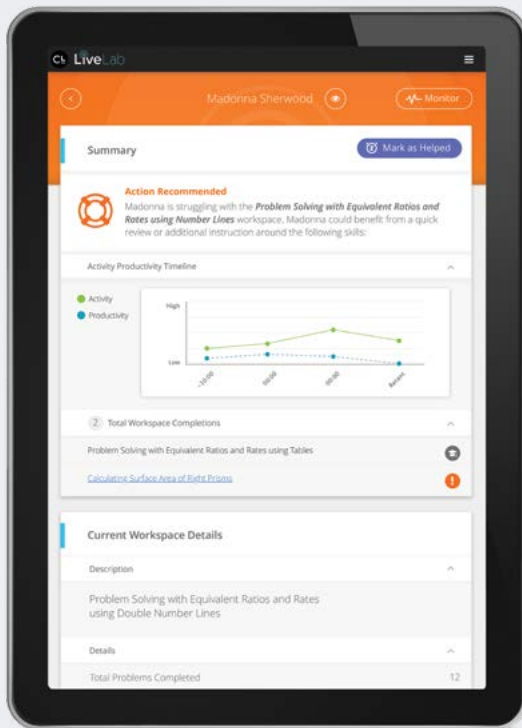 CL LiveLab
Madonna Sherwood
Monitor
Summary
Mark as Helped
Action Recommended
Madonna is struggling with the Problem Solving with Equivalent Ratios and
Rates using Number Lines workspace. Madonna could benefit from a quick
review or additional instruction around the following skills:
Activity Productivity Timeline
Activity
Productivity
High
Low
00:00
2 Total Workspace Completions
Problem Solving with Equivalent Ratios and Rates using Tables
Calculating Surface Area of Right Prisms
Current Workspace Details
Description
Problem Solving with Equivalent Ratios and Rates
using Double Number Lines
Details
Total Problems Completed 12